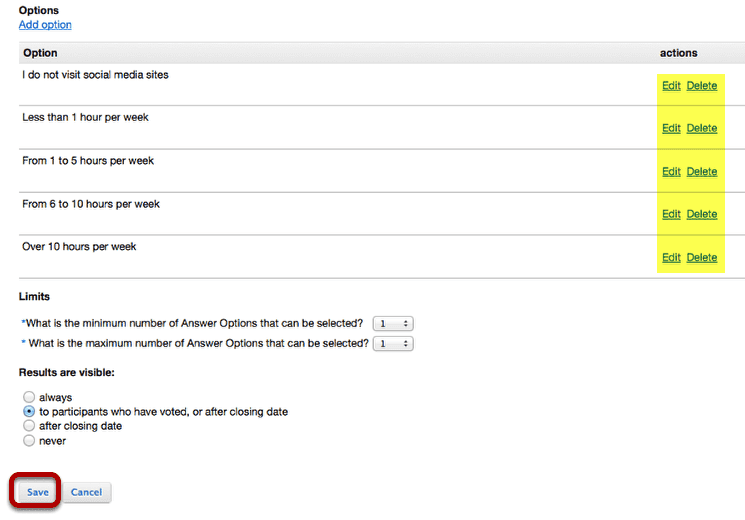 Options
Add option
Option actions
I do not visit social media sites
Edit Delete
Less than 1 hour per week
Edit Delete
From 1 to 5 hours per week
Edit Delete
From 6 to 10 hours per week
Edit Delete
Over 10 hours per week
Edit Delete
Limits
*What is the minimum number of Answer Options that can be selected? 1
* What is the maximum number of Answer Options that can be selected? 1
Results are visible:
always
to participants who have voted, or after closing date
after closing date
never
Save Cancel